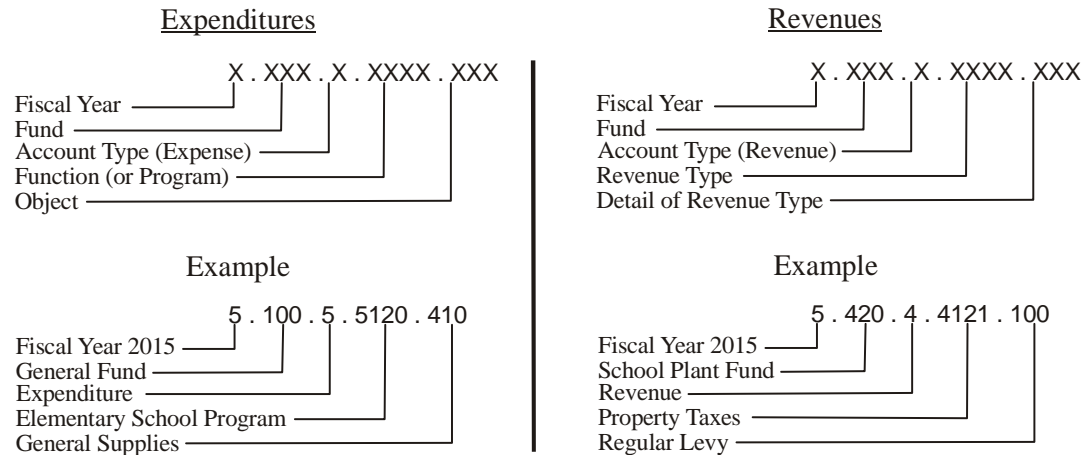 Expenditures
X . XXX . X . XXXX . XXX
Fiscal Year
Fund
Account Type (Expense)
Function (or Program)
Object
Example
5 . 100 . 5 . 5120 . 410
Fiscal Year 2015
General Fund
Expenditure
Elementary School Program
General Supplies
Revenues
X . XXX . X . XXXX . XXX
Fiscal Year
Fund
Account Type (Revenue)
Revenue Type
Detail of Revenue Type
Example
5 . 420 . 4 . 4121 . 100
Fiscal Year 2015
School Plant Fund
Revenue
Property Taxes
Regular Levy